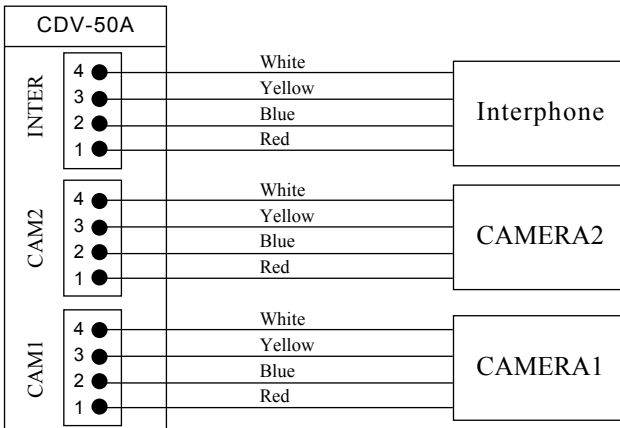 CDV-50A
INTER
4 White
3 Yellow
2 Blue
1 Red
Interphone
CAM2
4 White
3 Yellow
2 Blue
1 Red
CAMERA2
CAM1
4 White
3 Yellow
2 Blue
1 Red
CAMERA1